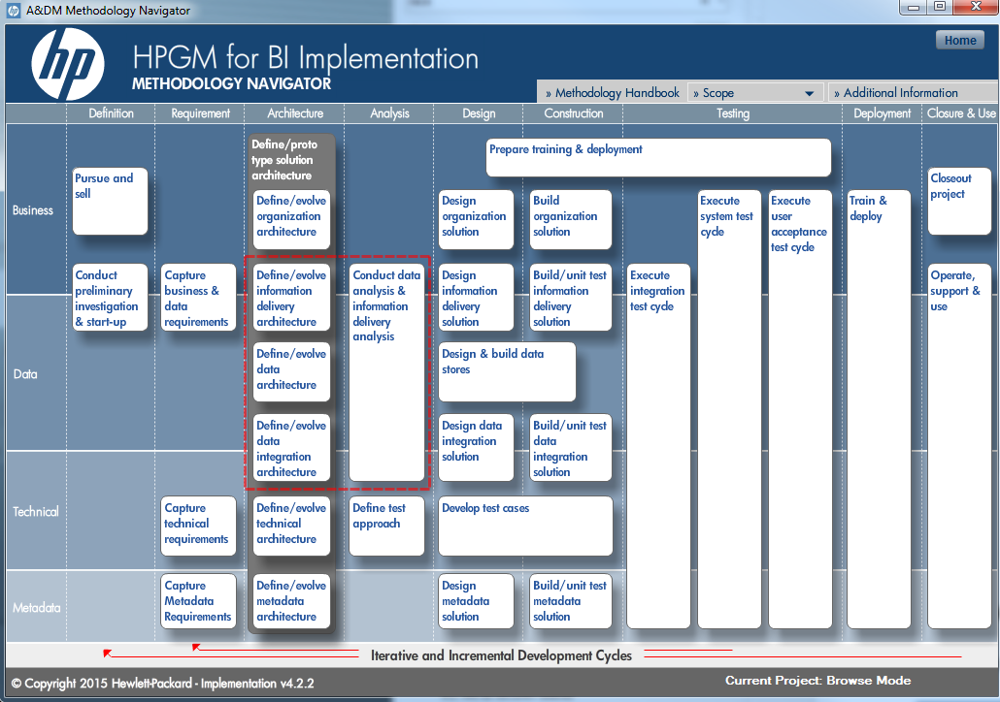 A&DM Methodology Navigator
hp
HPGM for BI Implementation
METHODOLOGY NAVIGATOR
Home
» Methodology Handbook
» Scope
» Additional Information
Definition
Requirement
Architecture
Analysis
Design
Construction
Testing
Deployment
Closure & Use
Business
Data
Technical
Metadata
Pursue and
sell
Conduct
preliminary
investigation
& start-up
Capture
business &
data
requirements
Capture
technical
requirements
Capture
Metadata
Requirements
Define/proto
type solution
architecture
Define/evolve
organization
architecture
Define/evolve
information
delivery
architecture
Define/evolve
data
architecture
Define/evolve
data
integration
architecture
Define/evolve
technical
architecture
Define/evolve
metadata
architecture
Conduct data
analysis &
information
delivery
analysis
Define test
approach
Prepare training & deployment
Design
organization
solution
Build
organization
solution
Design
information
delivery
solution
Build/unit test
information
delivery
solution
Design & build data
stores
Design data
integration
solution
Build/unit test
data
integration
solution
Develop test cases
Design
metadata
solution
Build/unit test
metadata
solution
Execute
integration
test cycle
Execute
system test
cycle
Execute
user
acceptance
test cycle
Train &
deploy
Closeout
project
Operate,
support &
use
Iterative and Incremental Development Cycles
© Copyright 2015 Hewlett-Packard - Implementation v4.2.2
Current Project: Browse Mode